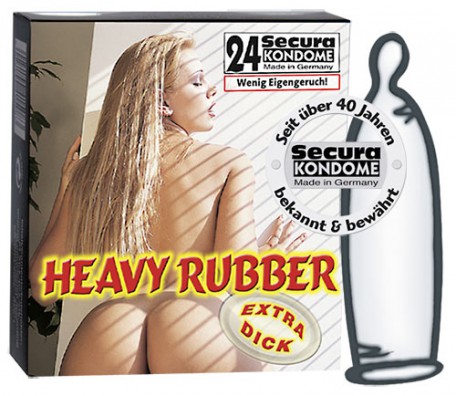 24 Secura
KONDOME
Made in Germany
Wenig Eigengeruch!
Seit über 40 Jahren
Secura
KONDOME
Made in Germany
bekannt & bewährt
HEAVY RUBBER
EXTRA
DICK